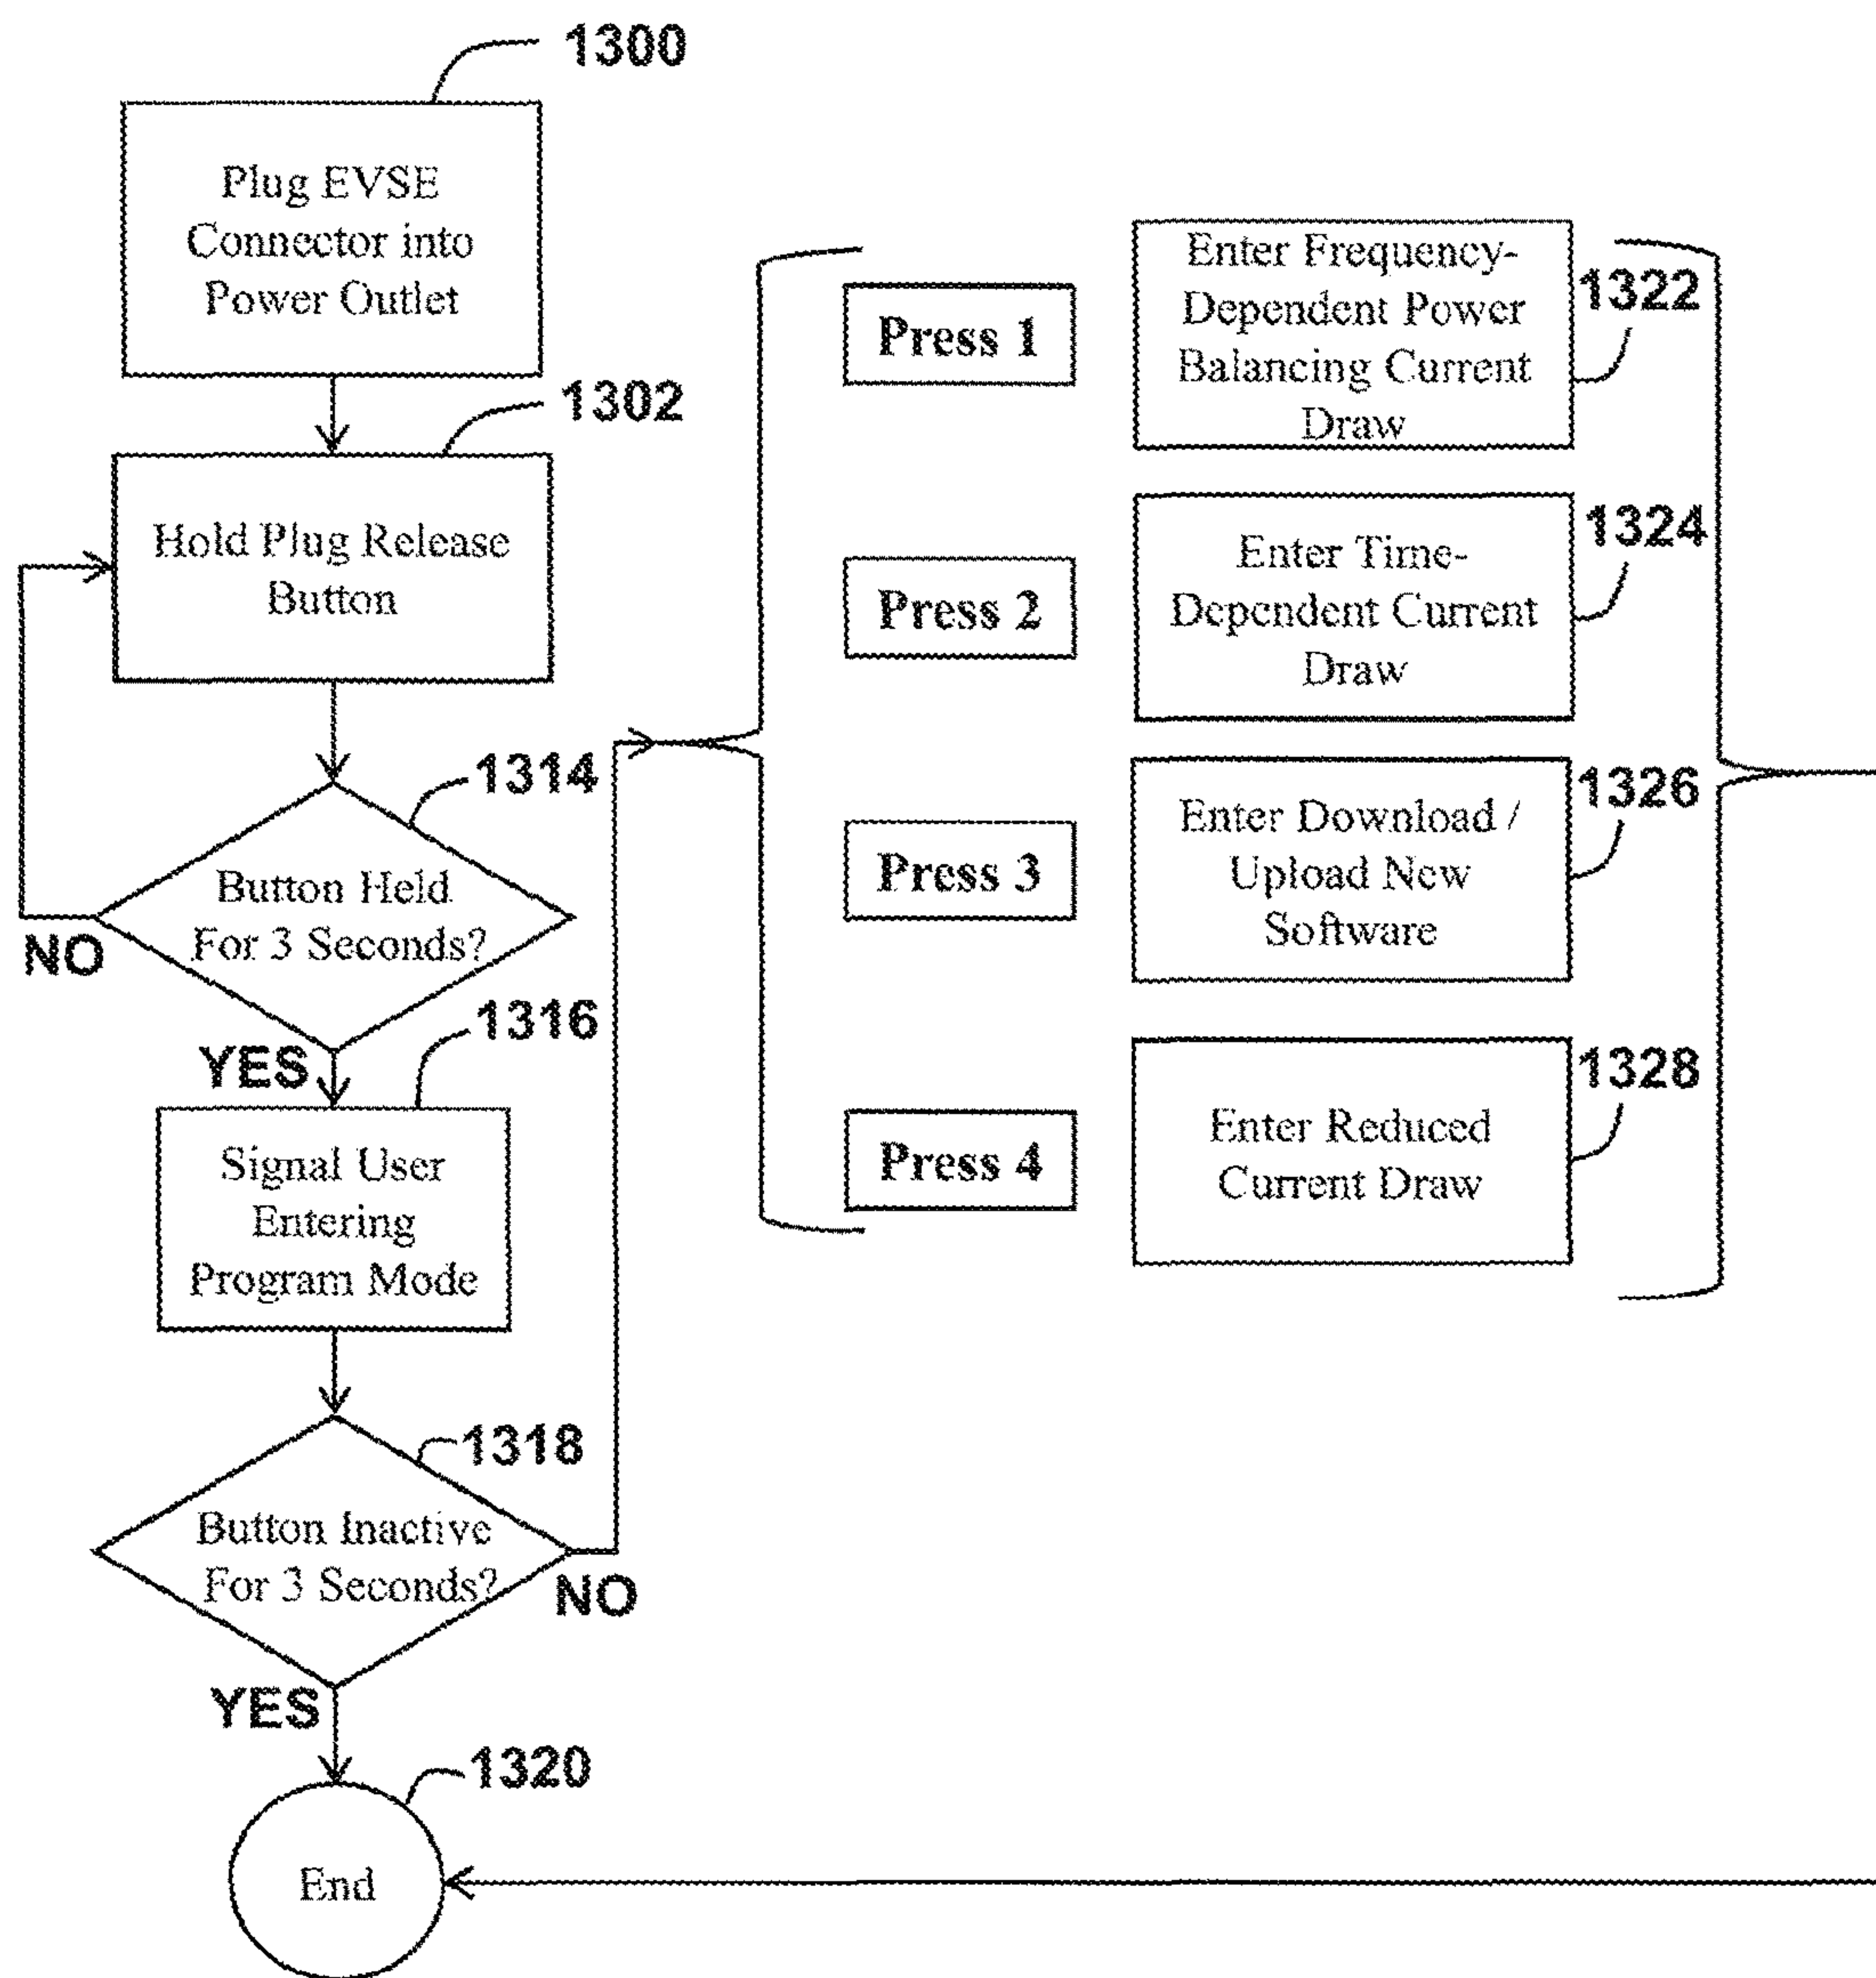 1300
Plug EVSE
Connector into
Power Outlet
1302
Hold Plug Release
Button
1314
Button Held
For 3 Seconds?
NO
YES
1316
Signal User
Entering
Program Mode
1318
Button Inactive
For 3 Seconds?
NO
YES
1320
End
Press 1
Enter Frequency-
Dependent Power
Balancing Current
Draw
1322
Press 2
Enter Time-
Dependent Current
Draw
1324
Press 3
Enter Download /
Upload New
Software
1326
Press 4
Enter Reduced
Current Draw
1328